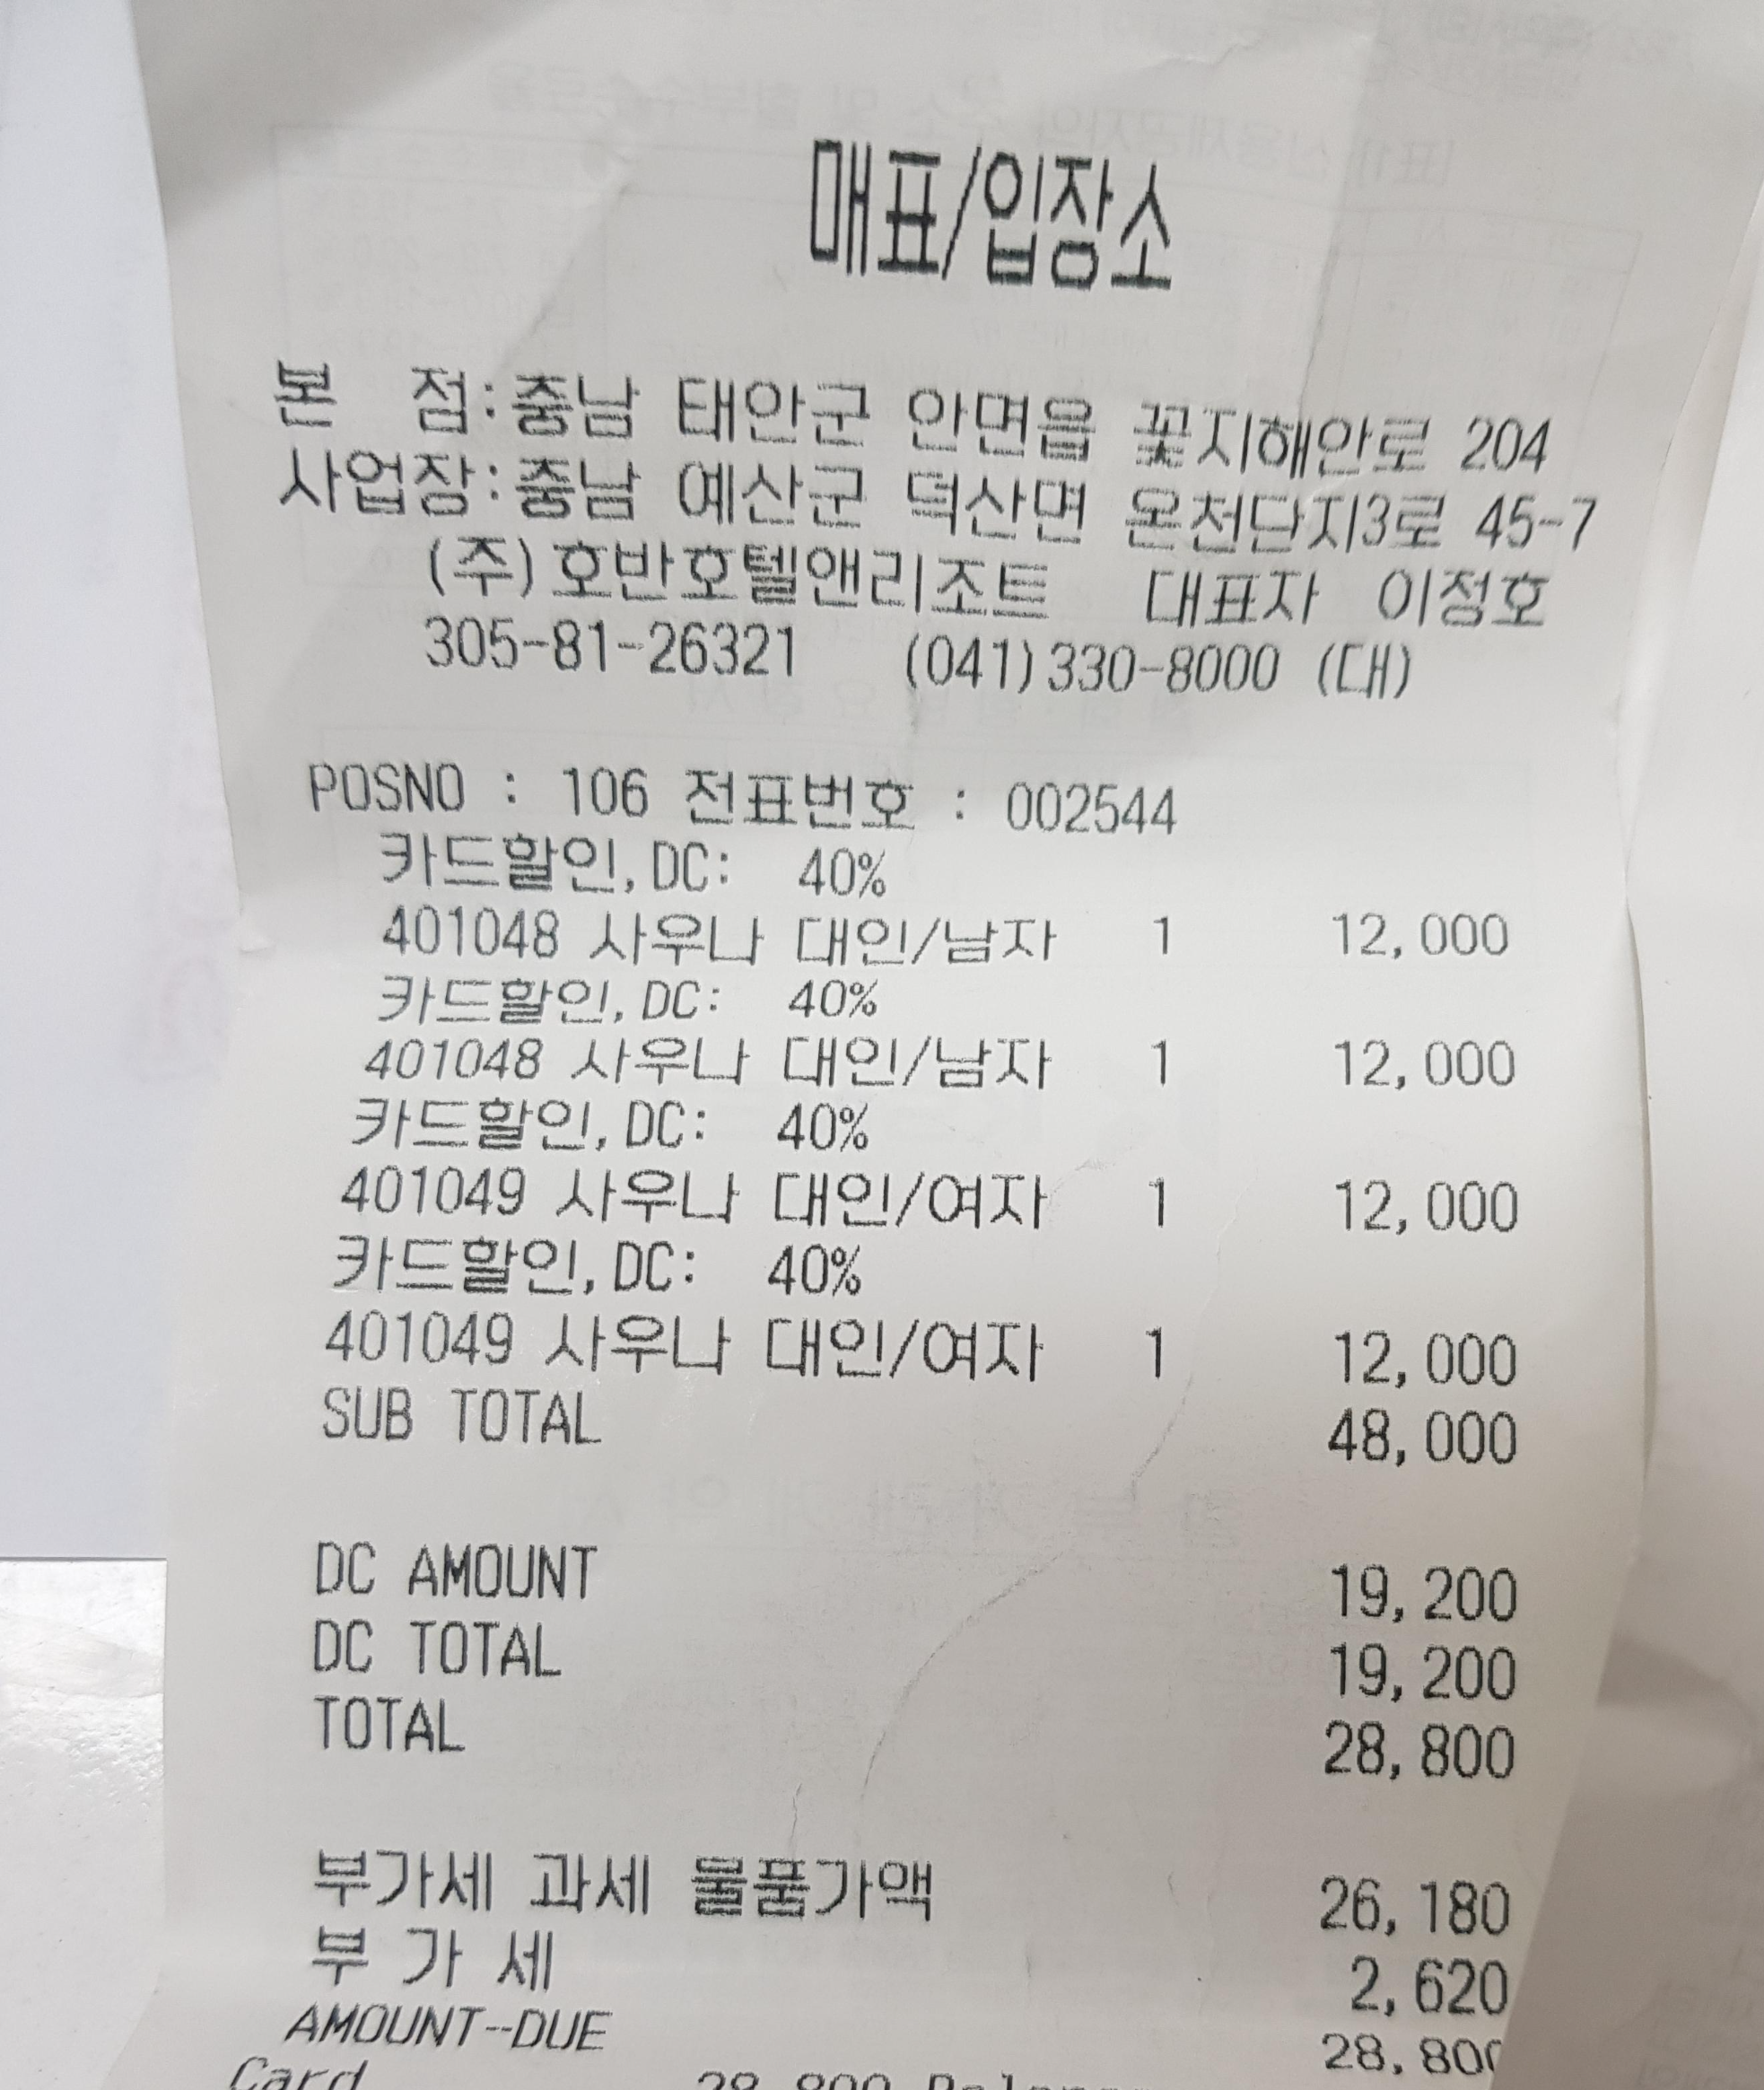 매표/입장소
본 점:충남 태안군 안면읍 꽃지해안로 204
사업장:충남 예산군 덕산면 온천단지3로 45-7
(주)호반호텔앤리조트 대표자 이정호
305-81-26321 (041)330-8000 (대)
POSNO : 106 전표번호 : 002544
카드할인,DC: 40%
401048 사우나 대인/남자 1 12,000
카드할인,DC: 40%
401048 사우나 대인/남자 1 12,000
카드할인,DC: 40%
401049 사우나 대인/여자 1 12,000
카드할인,DC: 40%
401049 사우나 대인/여자 1 12,000
SUB TOTAL 48,000
DC AMOUNT 19,200
DC TOTAL 19,200
TOTAL 28,800
부가세 과세 물품가액 26,180
부 가 세 2,620
AMOUNT--DUE 28,800
Card 28,800